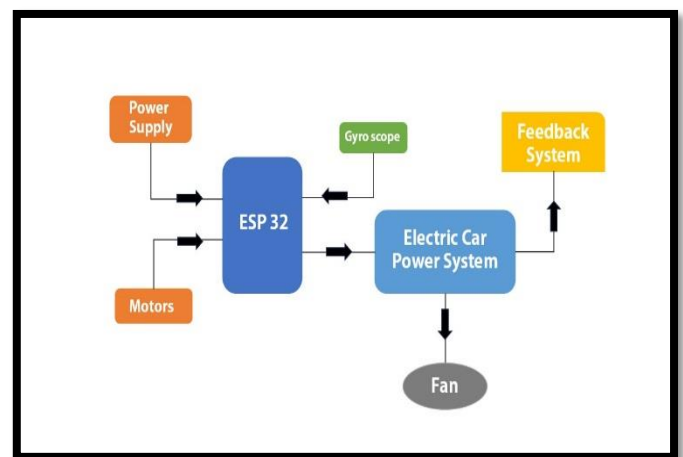 Power
Supply
Gyro scope
Feedback
System
ESP 32
Electric Car
Power System
Motors
Fan